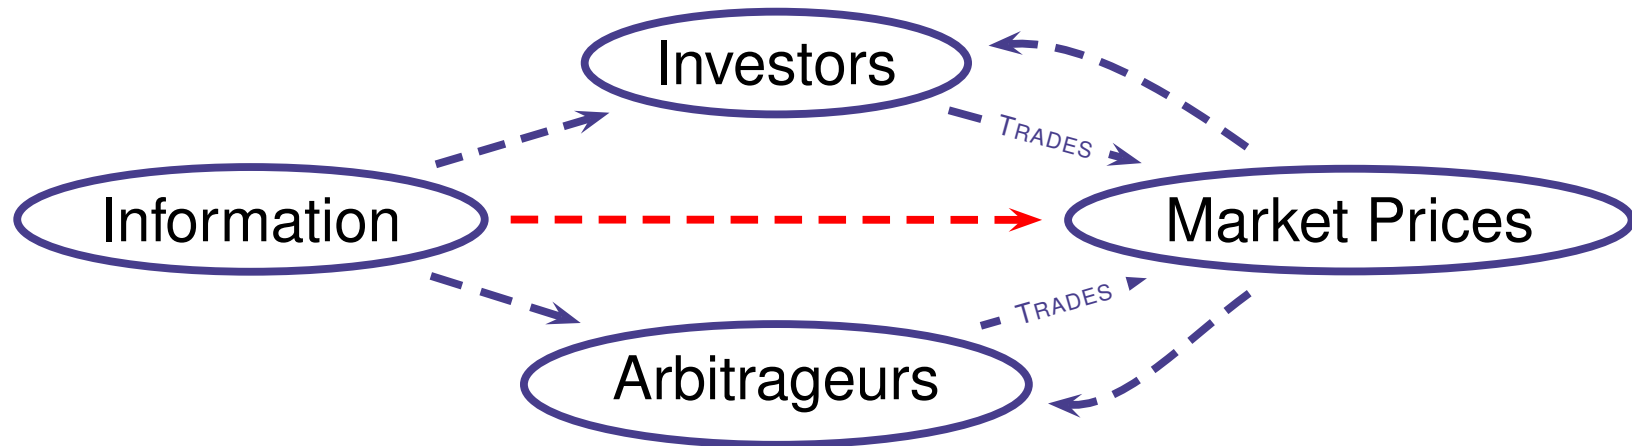 Investors
TRADES
Information
Market Prices
TRADES
Arbitrageurs